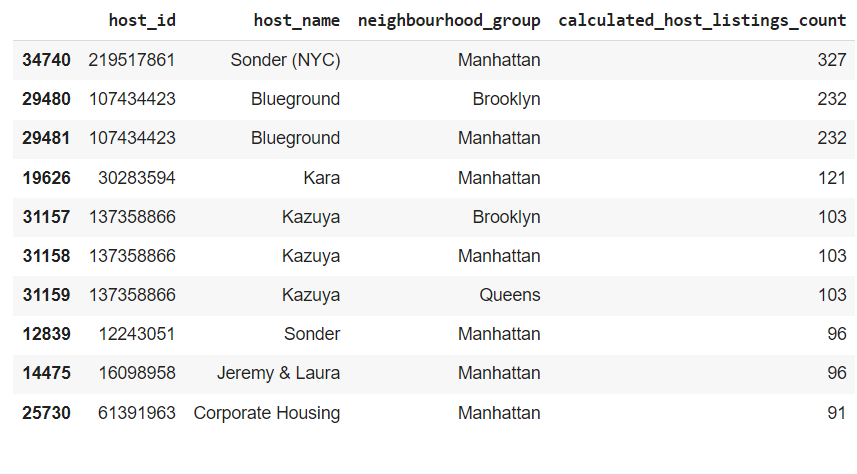 host_id host_name neighbourhood_group calculated_host_listings_count
34740 219517861 Sonder (NYC) Manhattan 327
29480 107434423 Blueground Brooklyn 232
29481 107434423 Blueground Manhattan 232
19626 30283594 Kara Manhattan 121
31157 137358866 Kazuya Brooklyn 103
31158 137358866 Kazuya Manhattan 103
31159 137358866 Kazuya Queens 103
12839 12243051 Sonder Manhattan 96
14475 16098958 Jeremy & Laura Manhattan 96
25730 61391963 Corporate Housing Manhattan 91